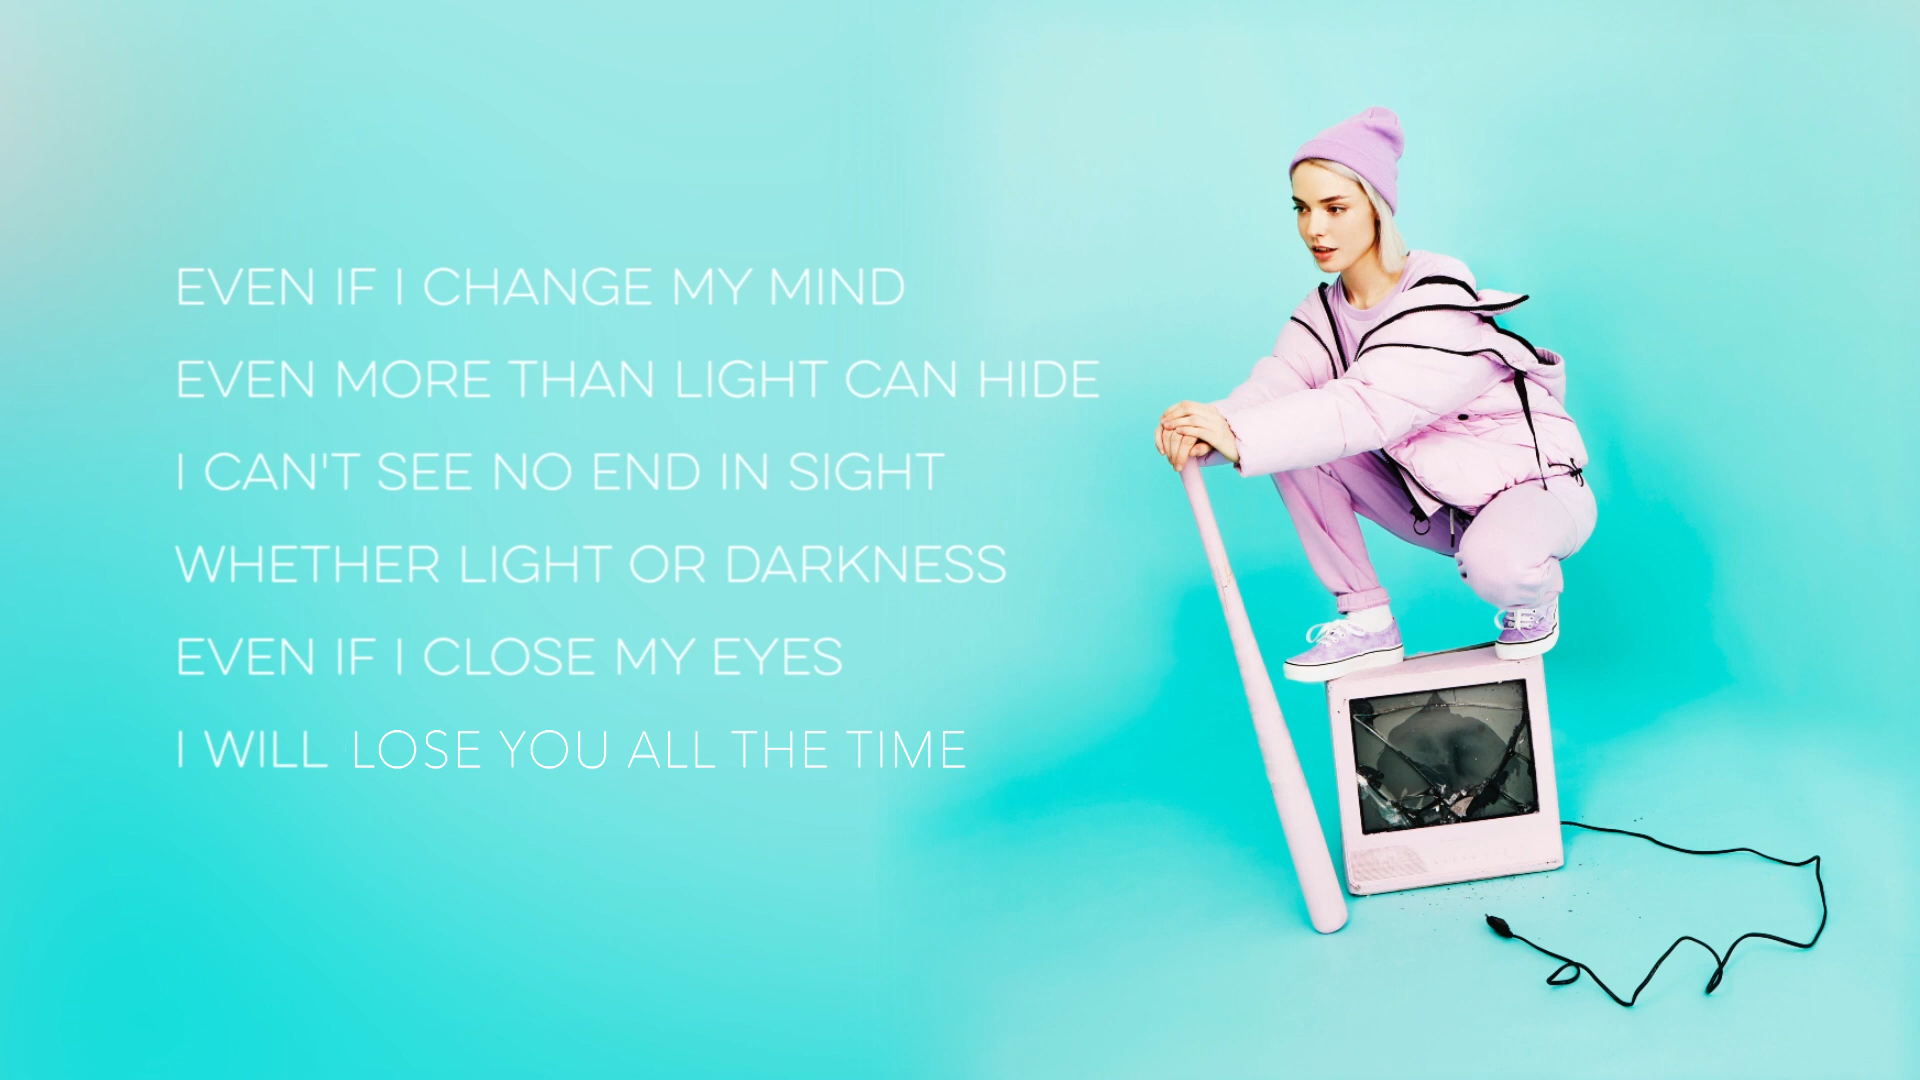 EVEN IF I CHANGE MY MIND
EVEN MORE THAN LIGHT CAN HIDE
I CAN'T SEE NO END IN SIGHT
WHETHER LIGHT OR DARKNESS
EVEN IF I CLOSE MY EYES
I WILL LOSE YOU ALL THE TIME